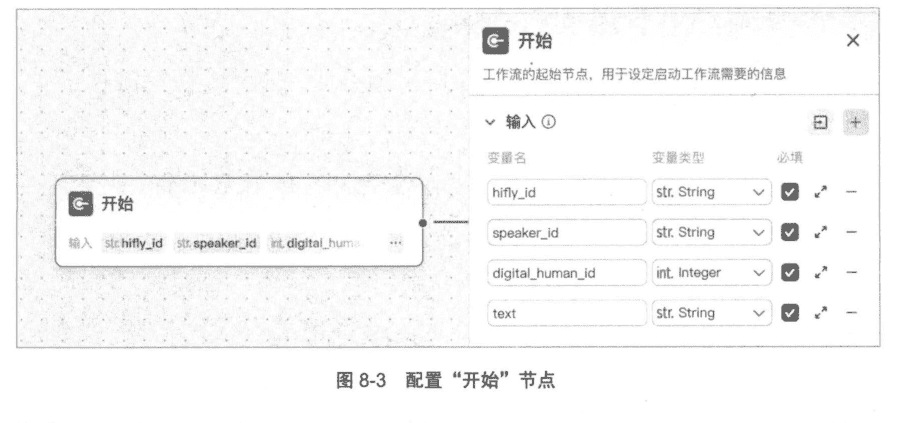 开始
工作流的起始节点，用于设定启动工作流需要的信息
输入
变量名 变量类型 必填
hifly_id str. String
speaker_id str. String
digital_human_id int. Integer
text str. String
开始
输入 str. hifly_id str. speaker_id int. digital_huma ...
图 8-3 配置“开始”节点